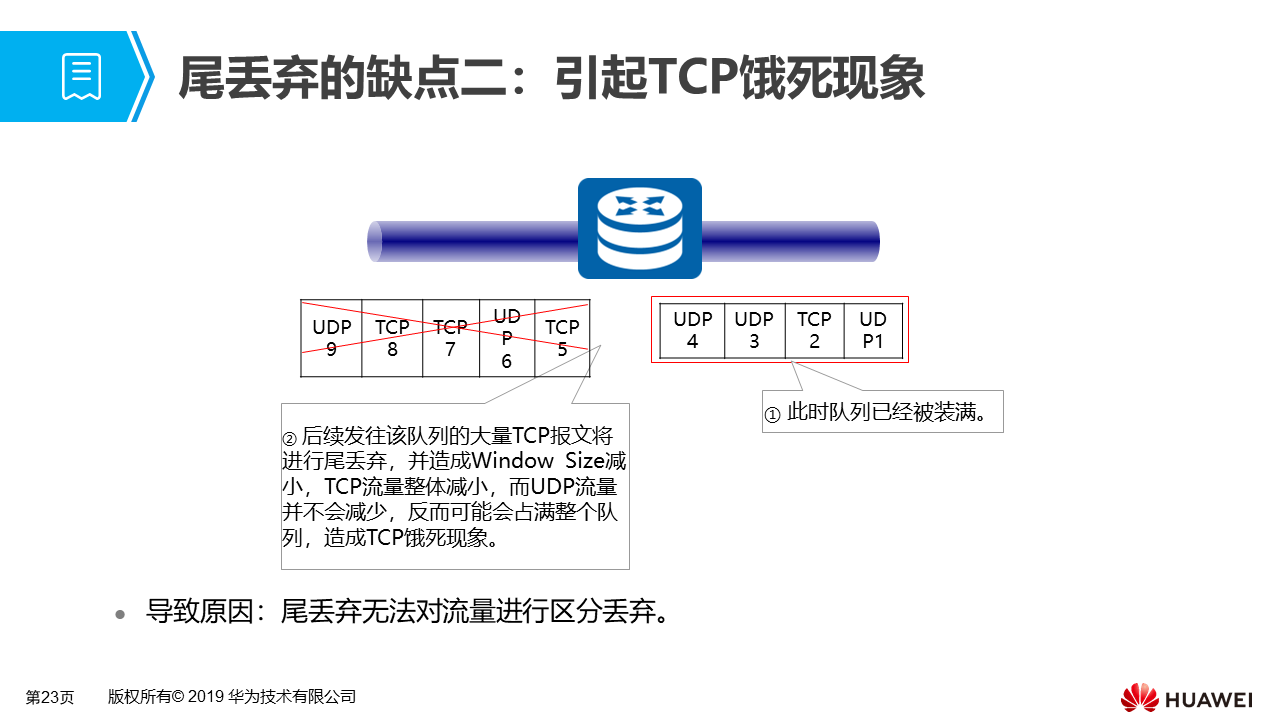 尾丢弃的缺点二：引起TCP饿死现象
UDP
9
TCP
8
TCP
7
UD
P
6
TCP
5
UDP
4
UDP
3
TCP
2
UD
P1
① 此时队列已经被装满。
② 后续发往该队列的大量TCP报文将
进行尾丢弃，并造成Window Size减
小，TCP流量整体减小，而UDP流量
并不会减少，反而可能会占满整个队
列，造成TCP饿死现象。
• 导致原因：尾丢弃无法对流量进行区分丢弃。
第23页
版权所有© 2019 华为技术有限公司
HUAWEI